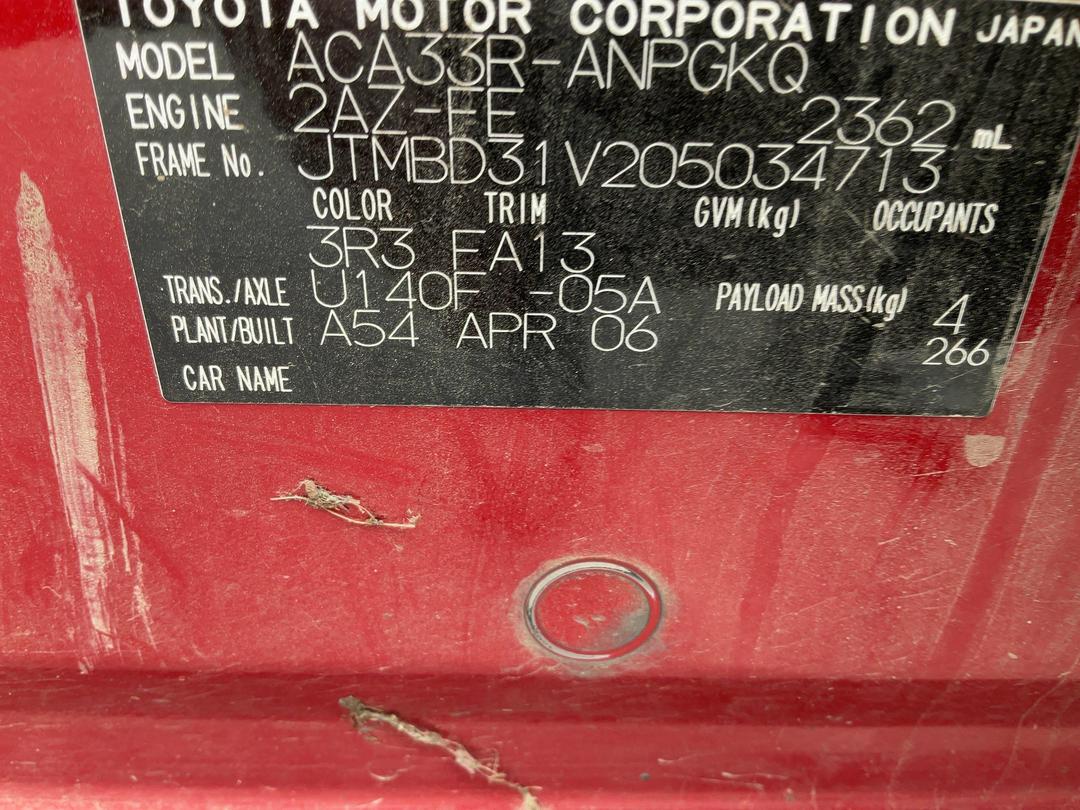 TOYOTA MOTOR CORPORATION JAPAN
MODEL ACA33R-ANPGKQ
ENGINE 2AZ-FE 2362 mL
FRAME No. JTMBD31V205034713
COLOR TRIM GVM(kg) OCCUPANTS
3R3 FA13
TRANS./AXLE U140F -05A PAYLOAD MASS(kg) 4
PLANT/BUILT A54 APR 06 266
CAR NAME